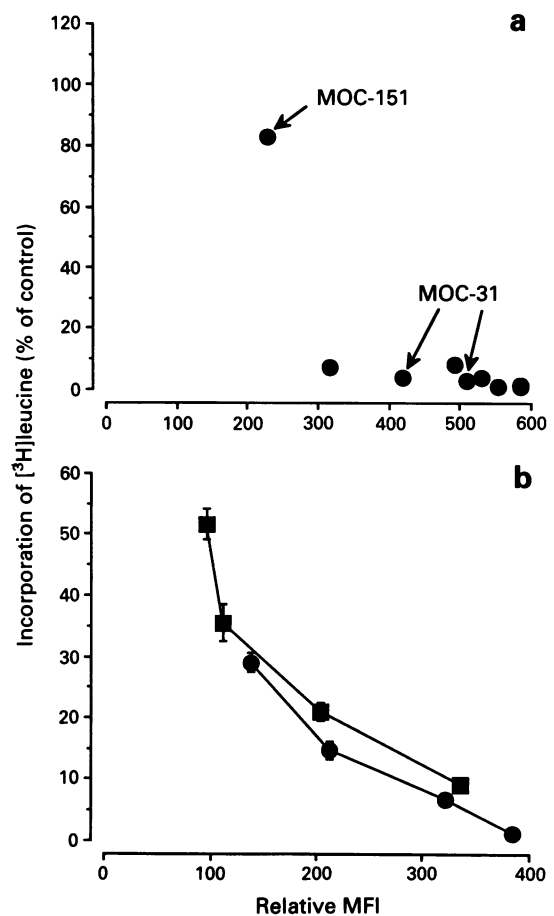 a
120
100
80
60
40
20
0
MOC-151
MOC-31
0 100 200 300 400 500 600
Incorporation of [³H]leucine (% of control)
b
60
50
40
30
20
10
0
0 100 200 300 400
Relative MFI